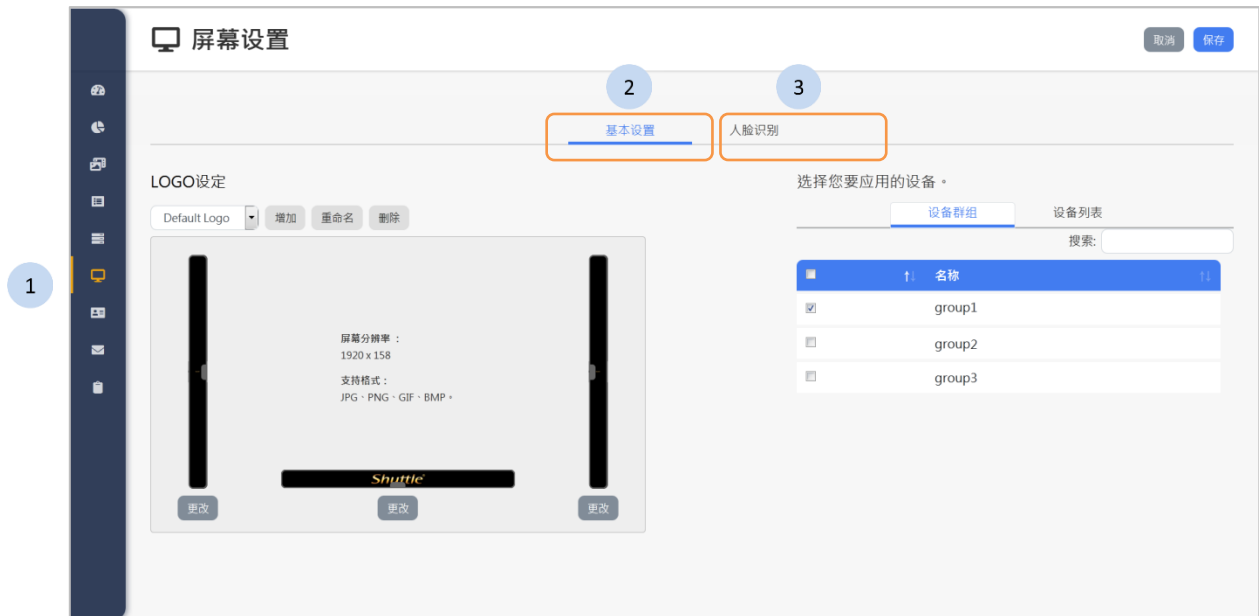 屏幕设置
取消
保存
2
3
基本设置
人脸识别
LOGO设定
选择您要应用的设备。
Default Logo
增加
重命名
刪除
设备群组
设备列表
搜索:
名称
1
group1
group2
group3
屏幕分辨率 ：
1920 x 158
支持格式：
JPG、PNG、GIF、BMP。
Shuttle
更改
更改
更改